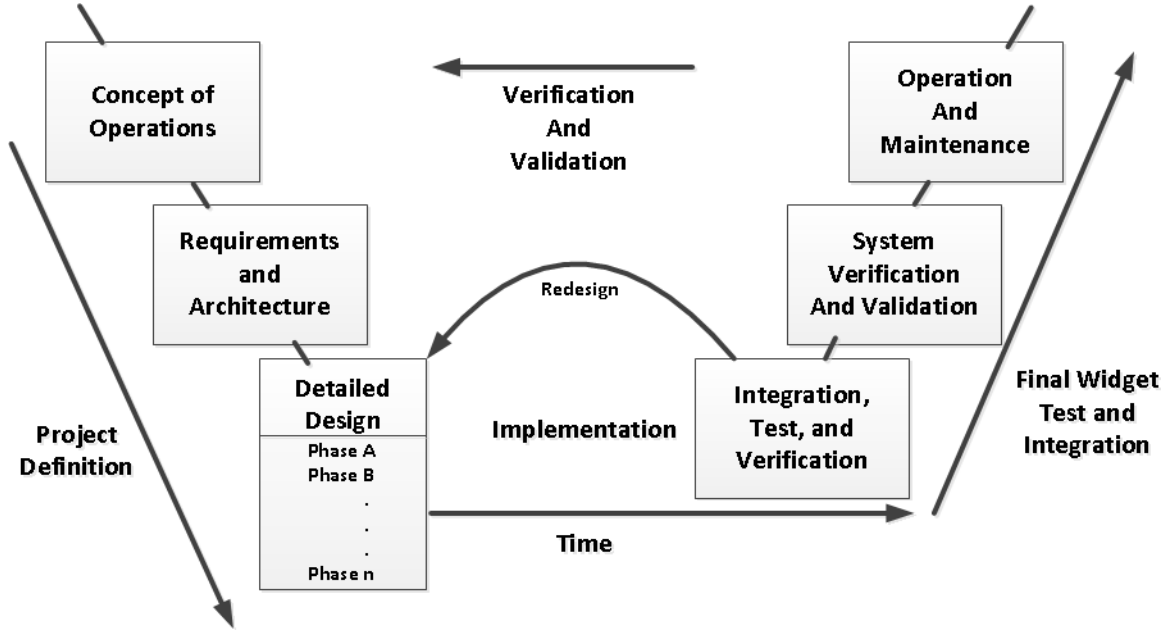 Concept of
Operations
Verification
And
Validation
Operation
And
Maintenance
Requirements
and
Architecture
Redesign
System
Verification
And Validation
Project
Definition
Detailed
Design
Phase A
Phase B
.
.
.
Phase n
Implementation
Integration,
Test, and
Verification
Final Widget
Test and
Integration
Time